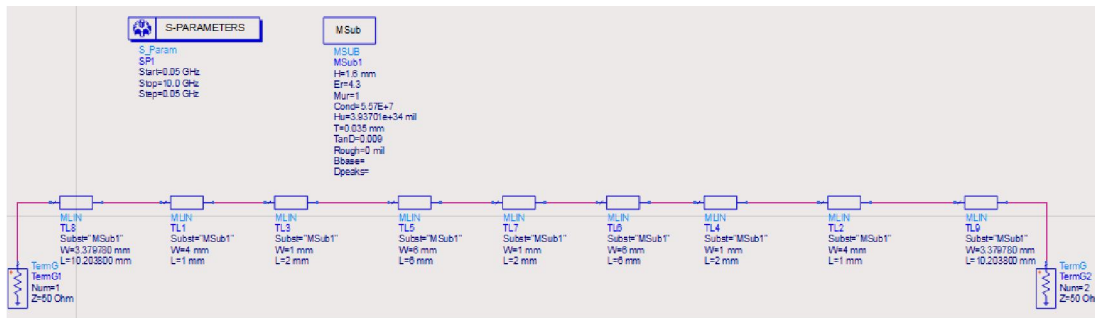 S-PARAMETERS
S_Param
SP1
Start=0.05 GHz
Stop=10.0 GHz
Step=0.05 GHz
MSub
MSUB
MSub1
H=1.6 mm
Er=4.3
Mur=1
Cond=5.57E+7
Hu=3.93701e+34 mil
T=0.035 mm
TanD=0.009
Rough=0 mil
Bbase=
Dpeaks=
MLIN
TL8
Subst="MSub1"
W=3.379760 mm
L=10.203800 mm
MLIN
TL1
Subst="MSub1"
W=4 mm
L=1 mm
MLIN
TL3
Subst="MSub1"
W=1 mm
L=2 mm
MLIN
TL5
Subst="MSub1"
W=6 mm
L=6 mm
MLIN
TL7
Subst="MSub1"
W=1 mm
L=2 mm
MLIN
TL6
Subst="MSub1"
W=6 mm
L=6 mm
MLIN
TL4
Subst="MSub1"
W=1 mm
L=2 mm
MLIN
TL2
Subst="MSub1"
W=4 mm
L=1 mm
MLIN
TL9
Subst="MSub1"
W=3.379760 mm
L=10.203800 mm
TermG
TermG1
Num=1
Z=50 Ohm
TermG
TermG2
Num=2
Z=50 Ohm